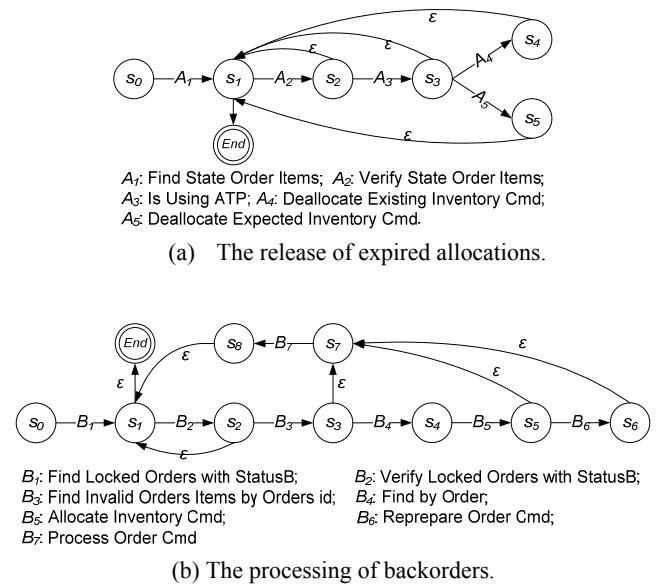 ε
S4
ε
ε
A4
S0
A1
S1
A2
S2
A3
S3
A5
S5
ε
End
A1: Find State Order Items; A2: Verify State Order Items;
A3: Is Using ATP; A4: Deallocate Existing Inventory Cmd;
A5: Deallocate Expected Inventory Cmd.
(a) The release of expired allocations.
End
S8
B7
S7
ε
ε
ε
ε
ε
S0
B1
S1
B2
S2
B3
S3
B4
S4
B5
S5
B6
S6
ε
B1: Find Locked Orders with StatusB;
B2: Verify Locked Orders with StatusB;
B3: Find Invalid Orders Items by Orders id;
B4: Find by Order;
B5: Allocate Inventory Cmd;
B6: Reprepare Order Cmd;
B7: Process Order Cmd
(b) The processing of backorders.